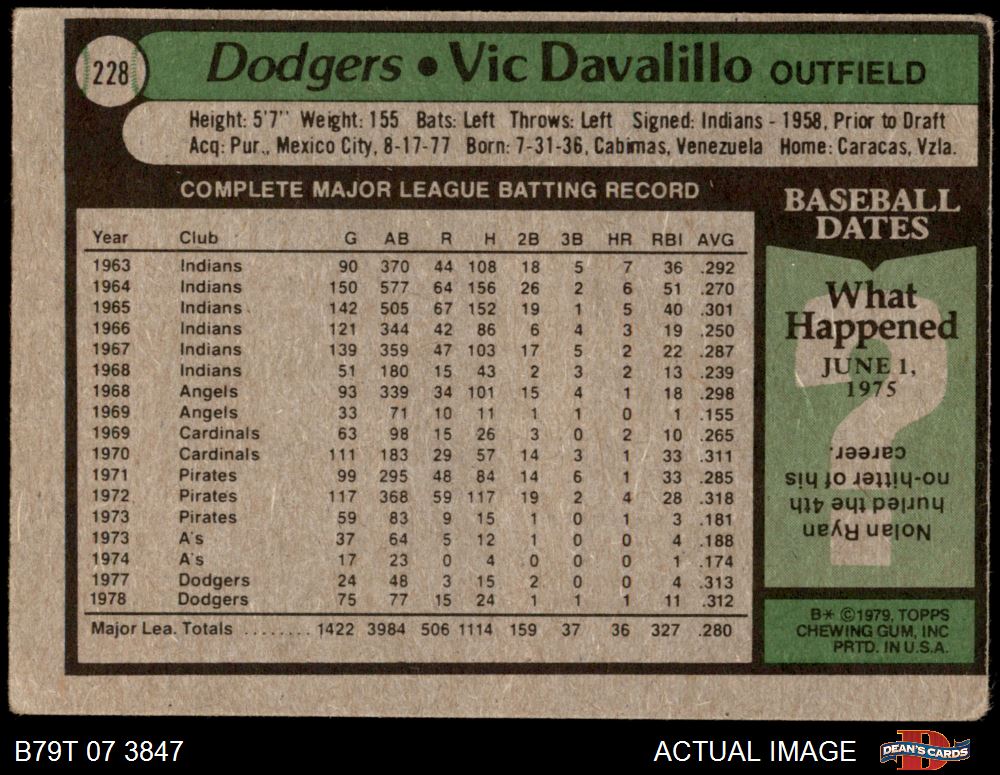 228
Dodgers • Vic Davalillo OUTFIELD
Height: 5'7" Weight: 155 Bats: Left Throws: Left Signed: Indians - 1958, Prior to Draft
Acq: Pur., Mexico City, 8-17-77 Born: 7-31-36, Cabimas, Venezuela Home: Caracas, Vzla.
COMPLETE MAJOR LEAGUE BATTING RECORD
Year Club G AB R H 2B 3B HR RBI AVG
1963 Indians 90 370 44 108 18 5 7 36 .292
1964 Indians 150 577 64 156 26 2 6 51 .270
1965 Indians 142 505 67 152 19 1 5 40 .301
1966 Indians 121 344 42 86 6 4 3 19 .250
1967 Indians 139 359 47 103 17 5 2 22 .287
1968 Indians 51 180 15 43 2 3 2 13 .239
1968 Angels 93 339 34 101 15 4 1 18 .298
1969 Angels 33 71 10 11 1 1 0 1 .155
1969 Cardinals 63 98 15 26 3 0 2 10 .265
1970 Cardinals 111 183 29 57 14 3 1 33 .311
1971 Pirates 99 295 48 84 14 6 1 33 .285
1972 Pirates 117 368 59 117 19 2 4 28 .318
1973 Pirates 59 83 9 15 1 0 1 3 .181
1973 A's 37 64 5 12 1 0 0 4 .188
1974 A's 17 23 0 4 0 0 0 1 .174
1977 Dodgers 24 48 3 15 2 0 0 4 .313
1978 Dodgers 75 77 15 24 1 1 1 11 .312
Major Lea. Totals ........ 1422 3984 506 1114 159 37 36 327 .280
BASEBALL
DATES
What
Happened
JUNE 1,
1975
Nolan Ryan
hurled the 4th
no-hitter of his
career.
B* ©1979, TOPPS
CHEWING GUM, INC
PRTD. IN U.S.A.
B79T 07 3847
ACTUAL IMAGE
DEAN'S CARDS